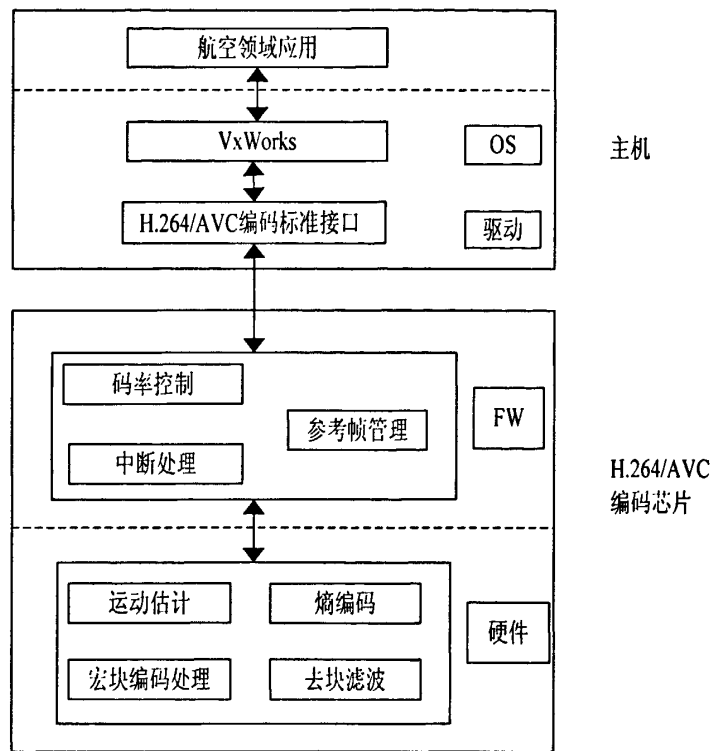 航空领域应用
VxWorks
OS
主机
H.264/AVC编码标准接口
驱动
码率控制
参考帧管理
FW
中断处理
H.264/AVC
编码芯片
运动估计
熵编码
硬件
宏块编码处理
去块滤波